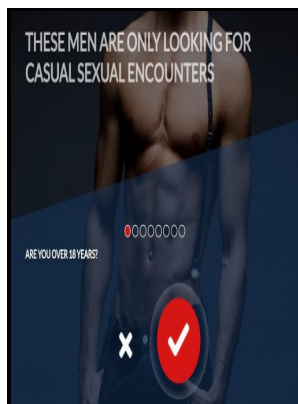 THESE MEN ARE ONLY LOOKING FOR
CASUAL SEXUAL ENCOUNTERS
ARE YOU OVER 18 YEARS?